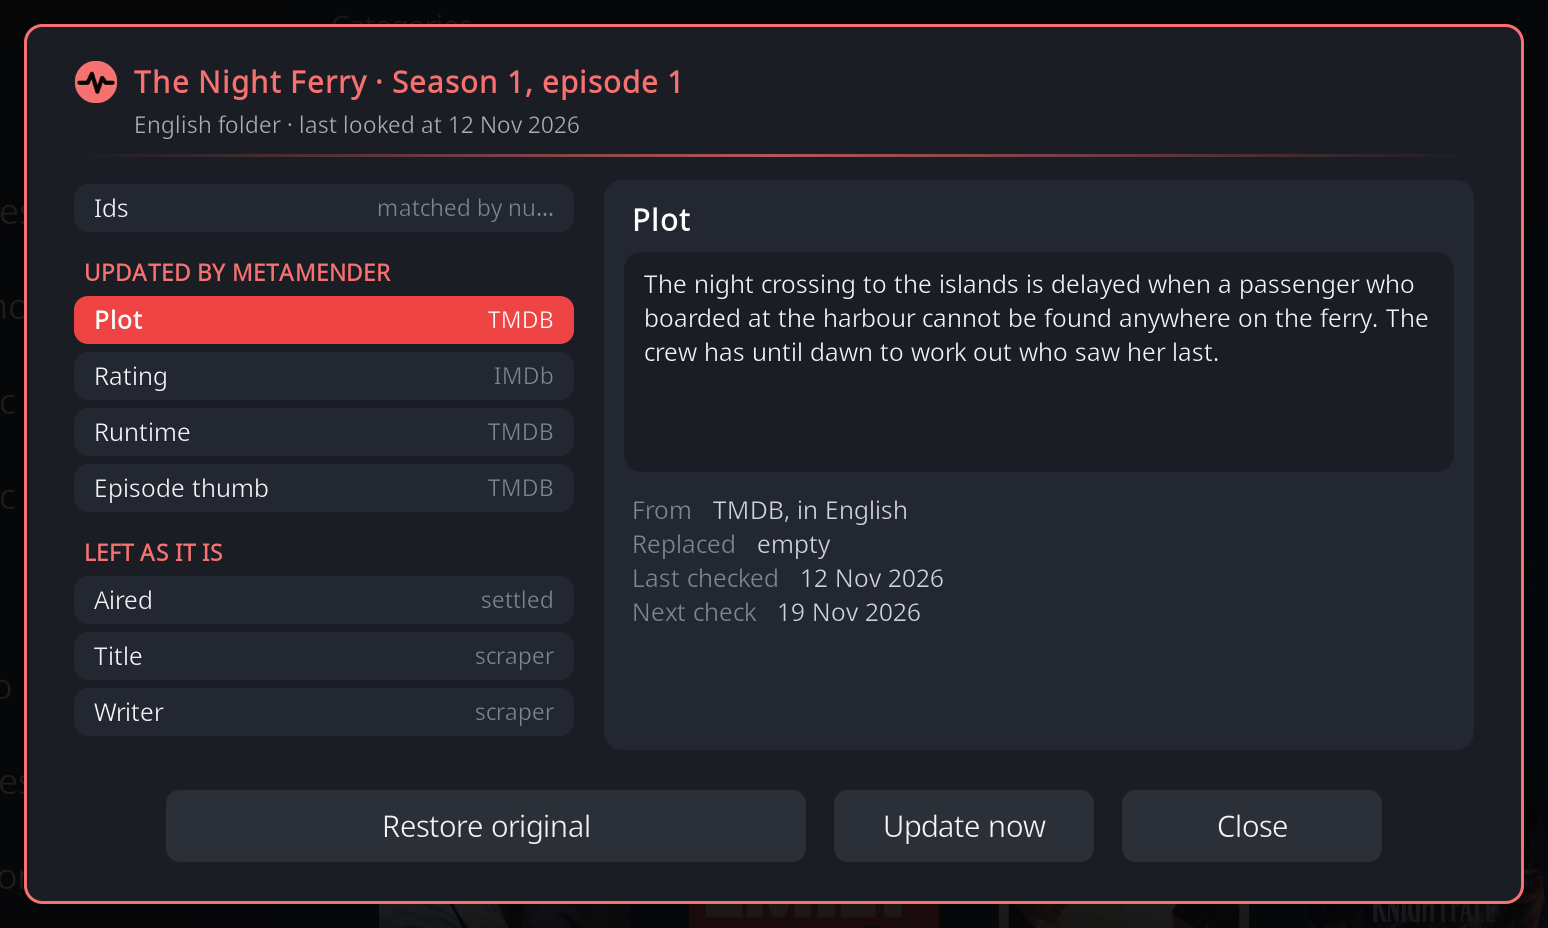 Categories
The Night Ferry · Season 1, episode 1
English folder · last looked at 12 Nov 2026
Ids matched by nu...
UPDATED BY METAMENDER
Plot TMDB
Rating IMDb
Runtime TMDB
Episode thumb TMDB
LEFT AS IT IS
Aired settled
Title scraper
Writer scraper
Plot
The night crossing to the islands is delayed when a passenger who
boarded at the harbour cannot be found anywhere on the ferry. The
crew has until dawn to work out who saw her last.
From TMDB, in English
Replaced empty
Last checked 12 Nov 2026
Next check 19 Nov 2026
Restore original
Update now
Close